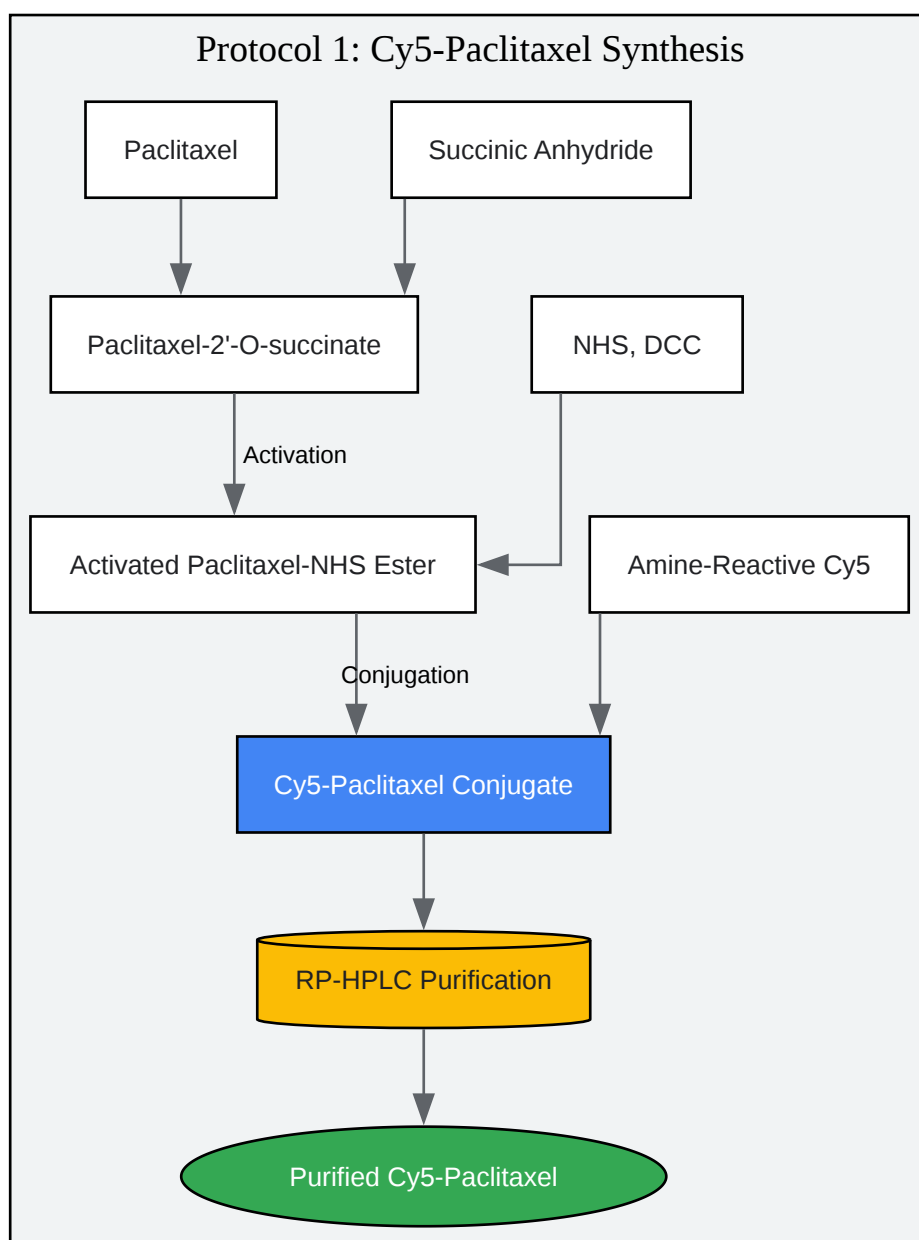 Protocol 1: Cy5-Paclitaxel Synthesis
Paclitaxel
Succinic Anhydride
Paclitaxel-2'-O-succinate
NHS, DCC
Activation
Activated Paclitaxel-NHS Ester
Amine-Reactive Cy5
Conjugation
Cy5-Paclitaxel Conjugate
RP-HPLC Purification
Purified Cy5-Paclitaxel